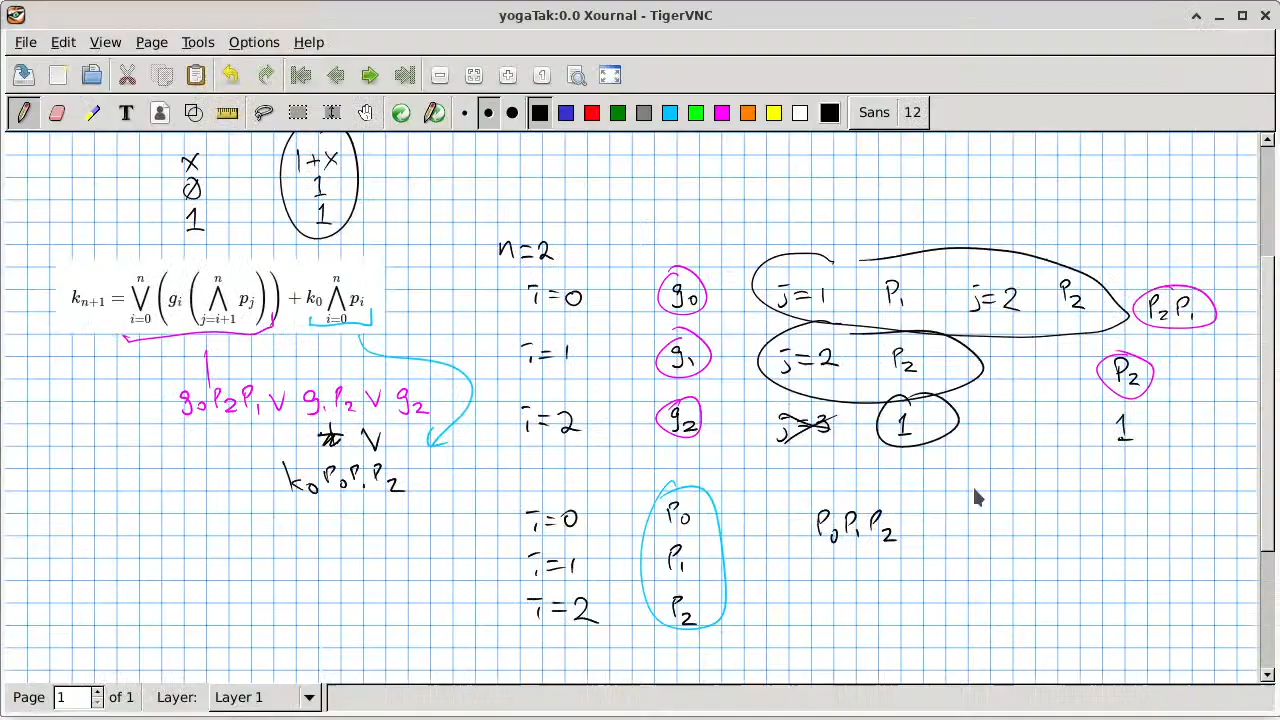 yogaTak:0.0 Xournal - TigerVNC
File Edit View Page Tools Options Help
Sans 12
x 1+x
0 1
1 1
n=2
k_{n+1} = ⋁_{i=0}^{n} ( g_i ( ⋀_{j=i+1}^{n} p_j ) ) + k_0 ⋀_{i=0}^{n} p_i
i=0 g0 j=1 P1 j=2 P2 P2P1
i=1 g1 j=2 P2 P2
i=2 g2 j=3 1 1
g0P2P1 ∨ g1P2 ∨ g2
∨
k0P0P1P2
i=0 P0 P0P1P2
i=1 P1
i=2 P2
Page 1 of 1 Layer: Layer 1